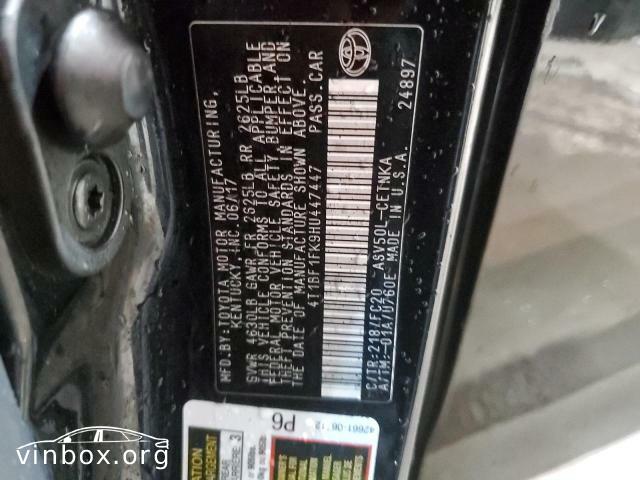 MFD.BY:TOYOTA MOTOR MANUFACTURING,
KENTUCKY,INC. 06/17
GVWR 4630LB GAWR FR 2625LB RR 2625LB
THIS VEHICLE CONFORMS TO ALL APPLICABLE
FEDERAL MOTOR VEHICLE SAFETY, BUMPER, AND
THEFT PREVENTION STANDARDS IN EFFECT ON
THE DATE OF MANUFACTURE SHOWN ABOVE.
4T1BF1FK9HU447447 PASS.CAR
C/TR:218/FC20 ASV50L-CETNKA
A/TM:-01A/U760E MADE IN U.S.A. 24897
P6
3
vinbox.org